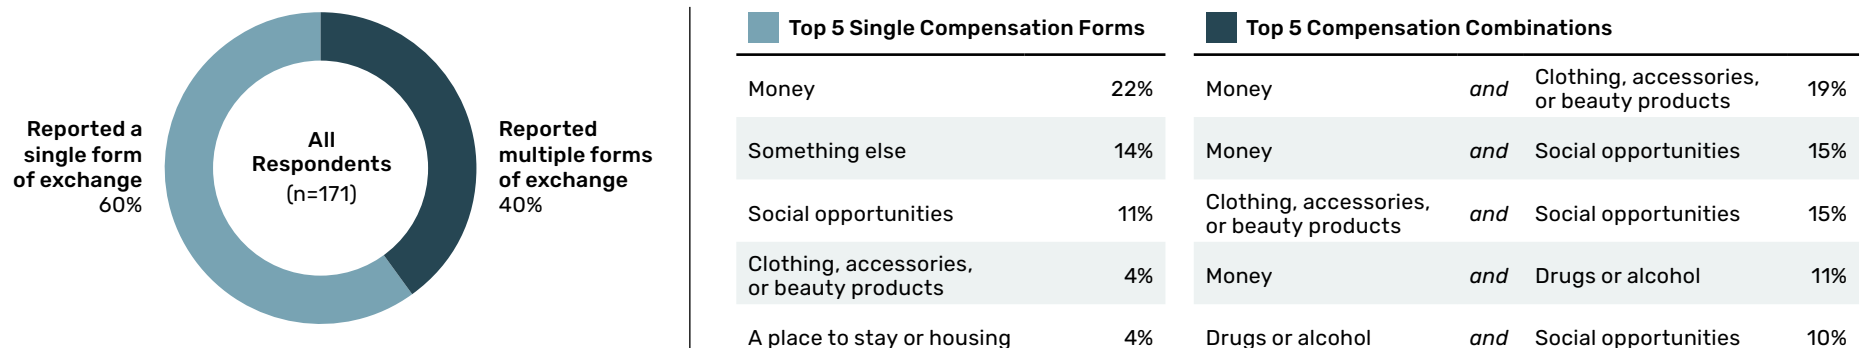 Reported a
single form
of exchange
60%
All
Respondents
(n=171)
Reported
multiple forms
of exchange
40%
Top 5 Single Compensation Forms
Money 22%
Something else 14%
Social opportunities 11%
Clothing, accessories,
or beauty products 4%
A place to stay or housing 4%
Top 5 Compensation Combinations
Money and Clothing, accessories,
or beauty products 19%
Money and Social opportunities 15%
Clothing, accessories,
or beauty products and Social opportunities 15%
Money and Drugs or alcohol 11%
Drugs or alcohol and Social opportunities 10%